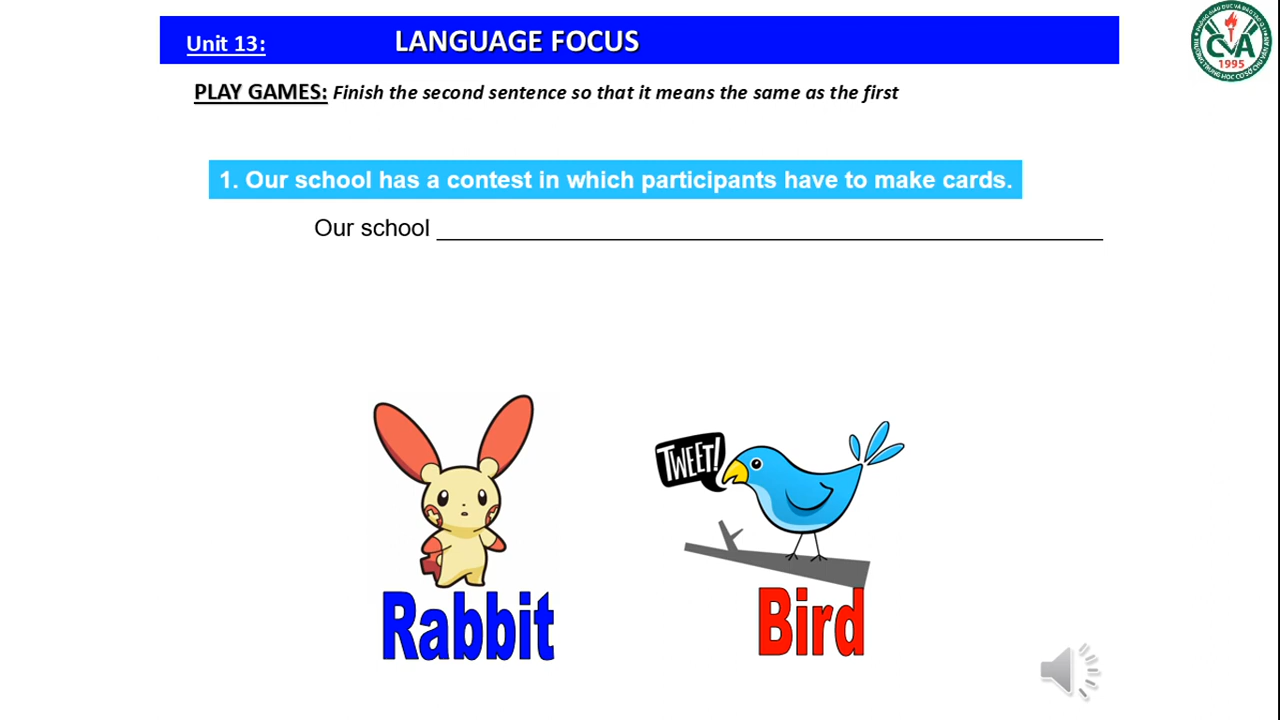 Unit 13: LANGUAGE FOCUS
PLAY GAMES: Finish the second sentence so that it means the same as the first
1. Our school has a contest in which participants have to make cards.
Our school
TWEET!
Rabbit
Bird
CVA
1995